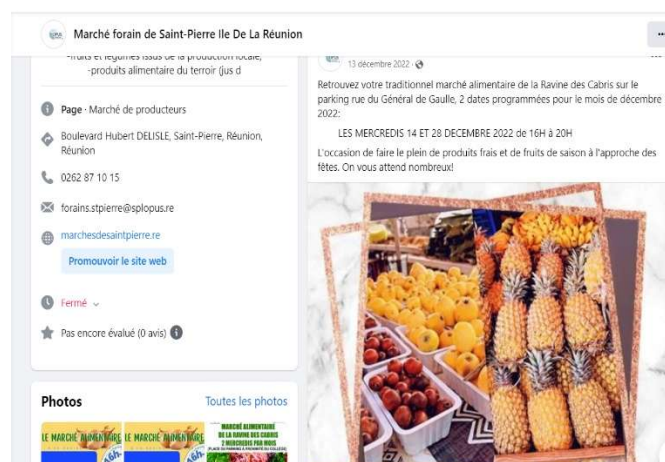 Marché forain de Saint-Pierre Ile De La Réunion
-fruits et légumes issus de la production locale,
-produits alimentaire du terroir (jus d
Page · Marché de producteurs
Boulevard Hubert DELISLE, Saint-Pierre, Réunion,
Réunion
0262 87 10 15
forains.stpierre@splopus.re
marchesdesaintpierre.re
Promouvoir le site web
Fermé
Pas encore évalué (0 avis)
Photos
Toutes les photos
LE MARCHÉ ALIMENTAIRE
LE MARCHÉ ALIMENTAIRE
MARCHÉ ALIMENTAIRE
DE LA RAVINE DES CABRIS
2 MERCREDIS PAR MOIS
13 décembre 2022 ·
Retrouvez votre traditionnel marché alimentaire de la Ravine des Cabris sur le
parking rue du Général de Gaulle, 2 dates programmées pour le mois de décembre
2022:
LES MERCREDIS 14 ET 28 DECEMBRE 2022 de 16H à 20H
L'occasion de faire le plein de produits frais et de fruits de saison à l'approche des
fêtes. On vous attend nombreux!